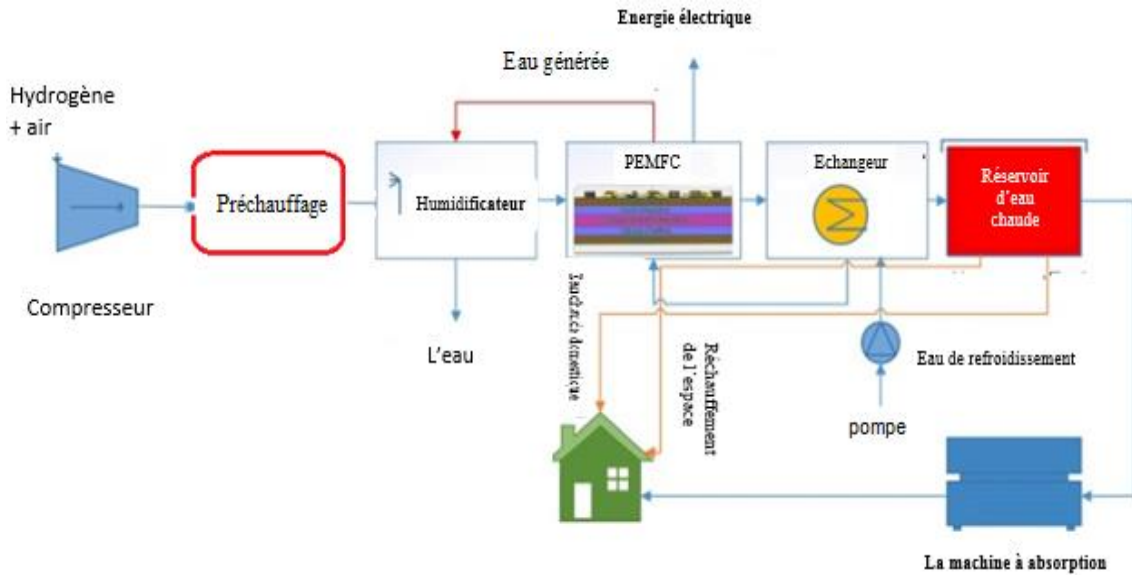 Energie électrique
Eau générée
Hydrogène
+ air
Préchauffage
Humidificateur
PEMFC
Echangeur
Réservoir
d'eau
chaude
Compresseur
L'eau
domestique
Réchauffement
de l'espace
Eau de refroidissement
pompe
La machine à absorption